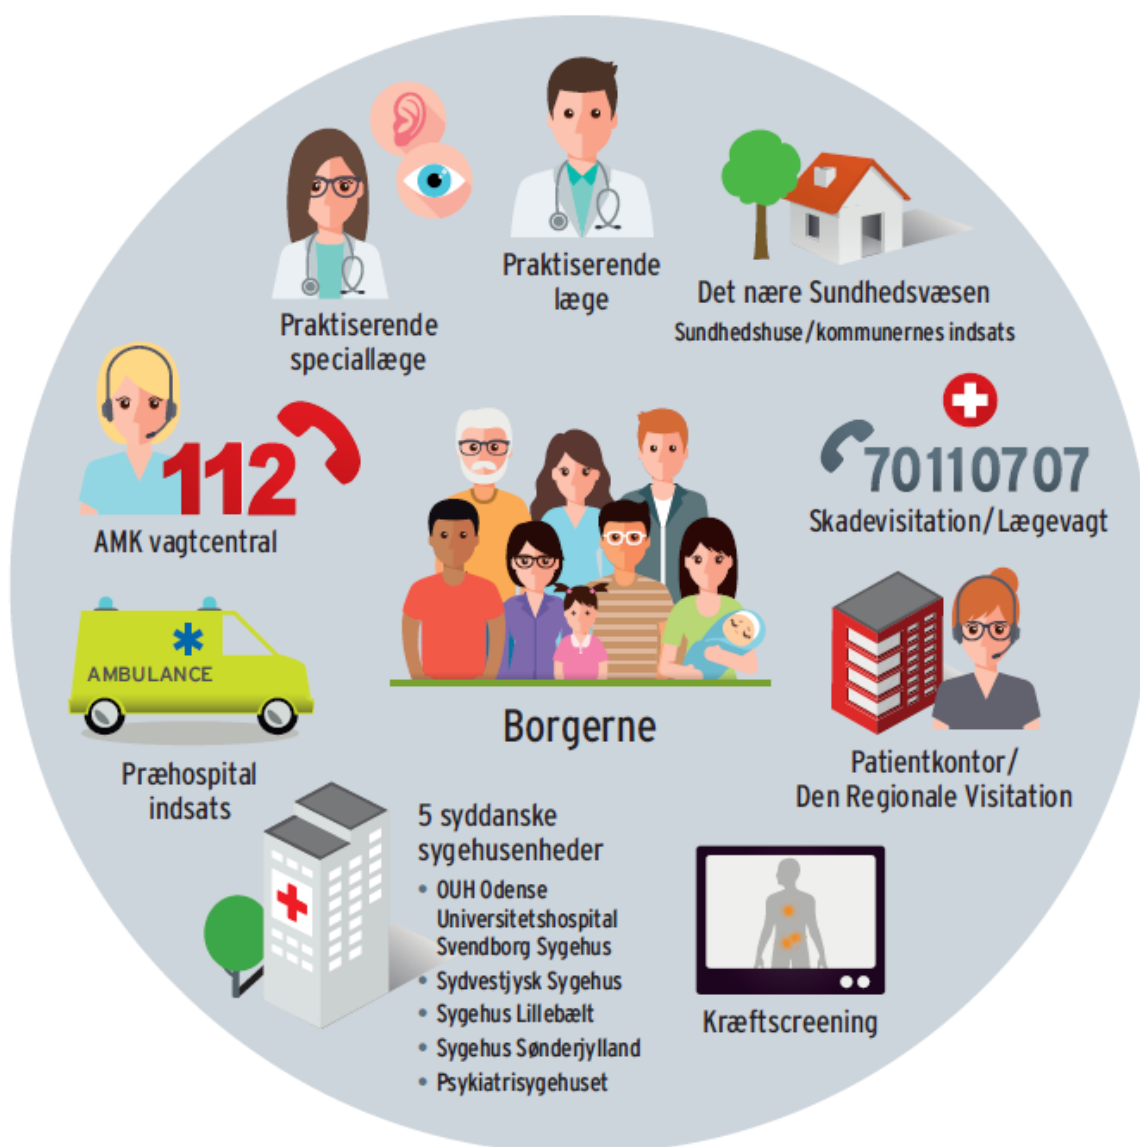 Praktiserende
læge
Praktiserende
speciallæge
Det nære Sundhedsvæsen
Sundhedshuse/kommunernes indsats
112
AMK vagtcentral
70110707
Skadevisitation/Lægevagt
AMBULANCE
Præhospital
indsats
Borgerne
Patientkontor/
Den Regionale Visitation
5 syddanske
sygehusenheder
• OUH Odense
Universitetshospital
Svendborg Sygehus
• Sydvestjysk Sygehus
• Sygehus Lillebælt
• Sygehus Sønderjylland
• Psykiatrisygehuset
Kræftscreening